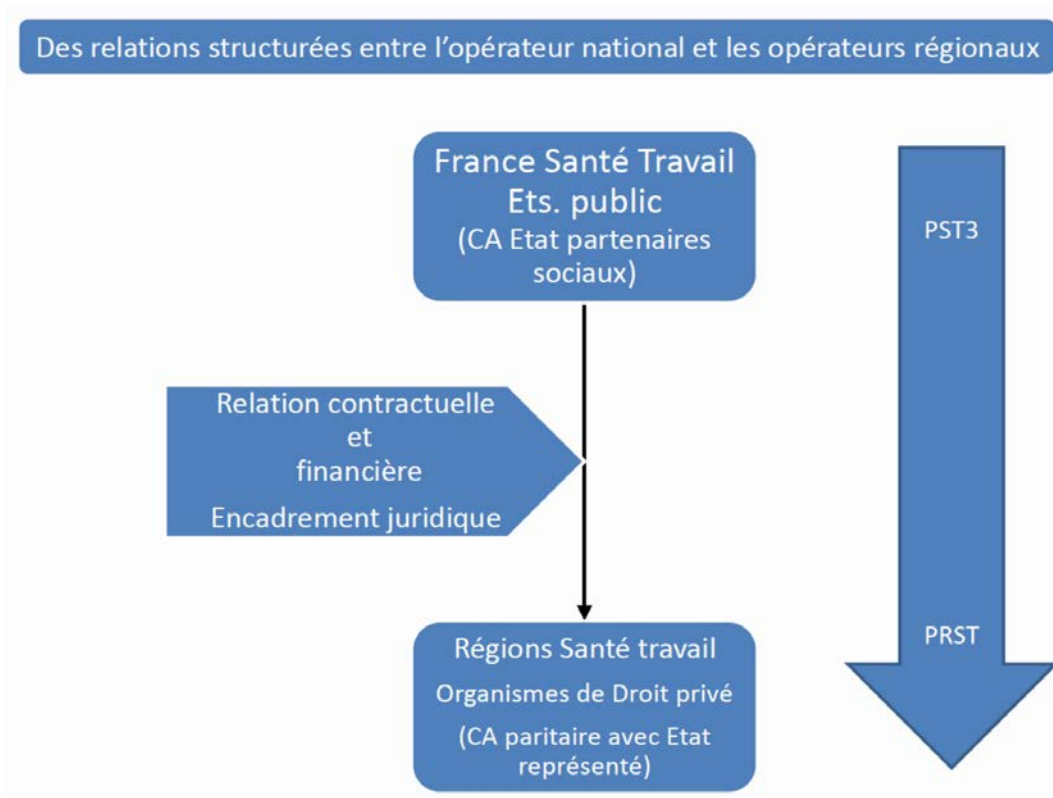 Des relations structurées entre l'opérateur national et les opérateurs régionaux
France Santé Travail
Ets. public
(CA Etat partenaires
sociaux)
PST3
Relation contractuelle
et
financière
Encadrement juridique
Régions Santé travail
Organismes de Droit privé
(CA paritaire avec Etat
représenté)
PRST